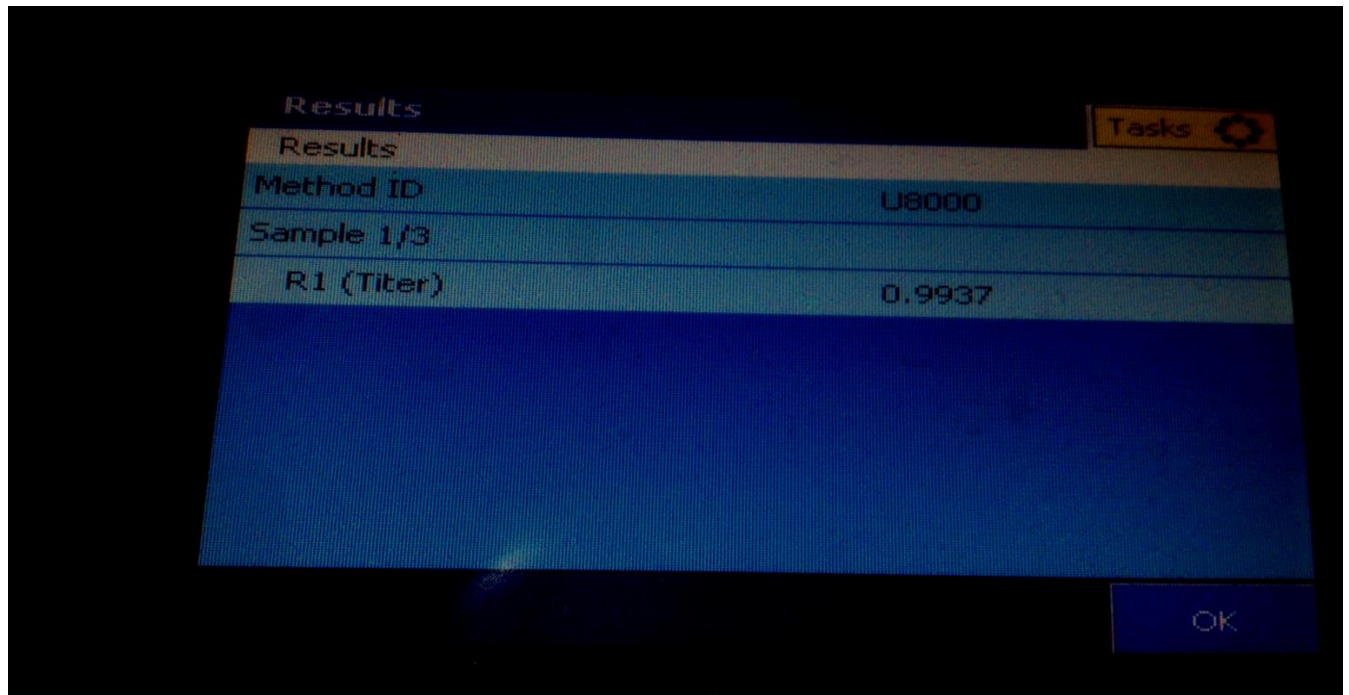 Results
Tasks
Results
Method ID U8000
Sample 1/3
R1 (Titer) 0.9937
OK